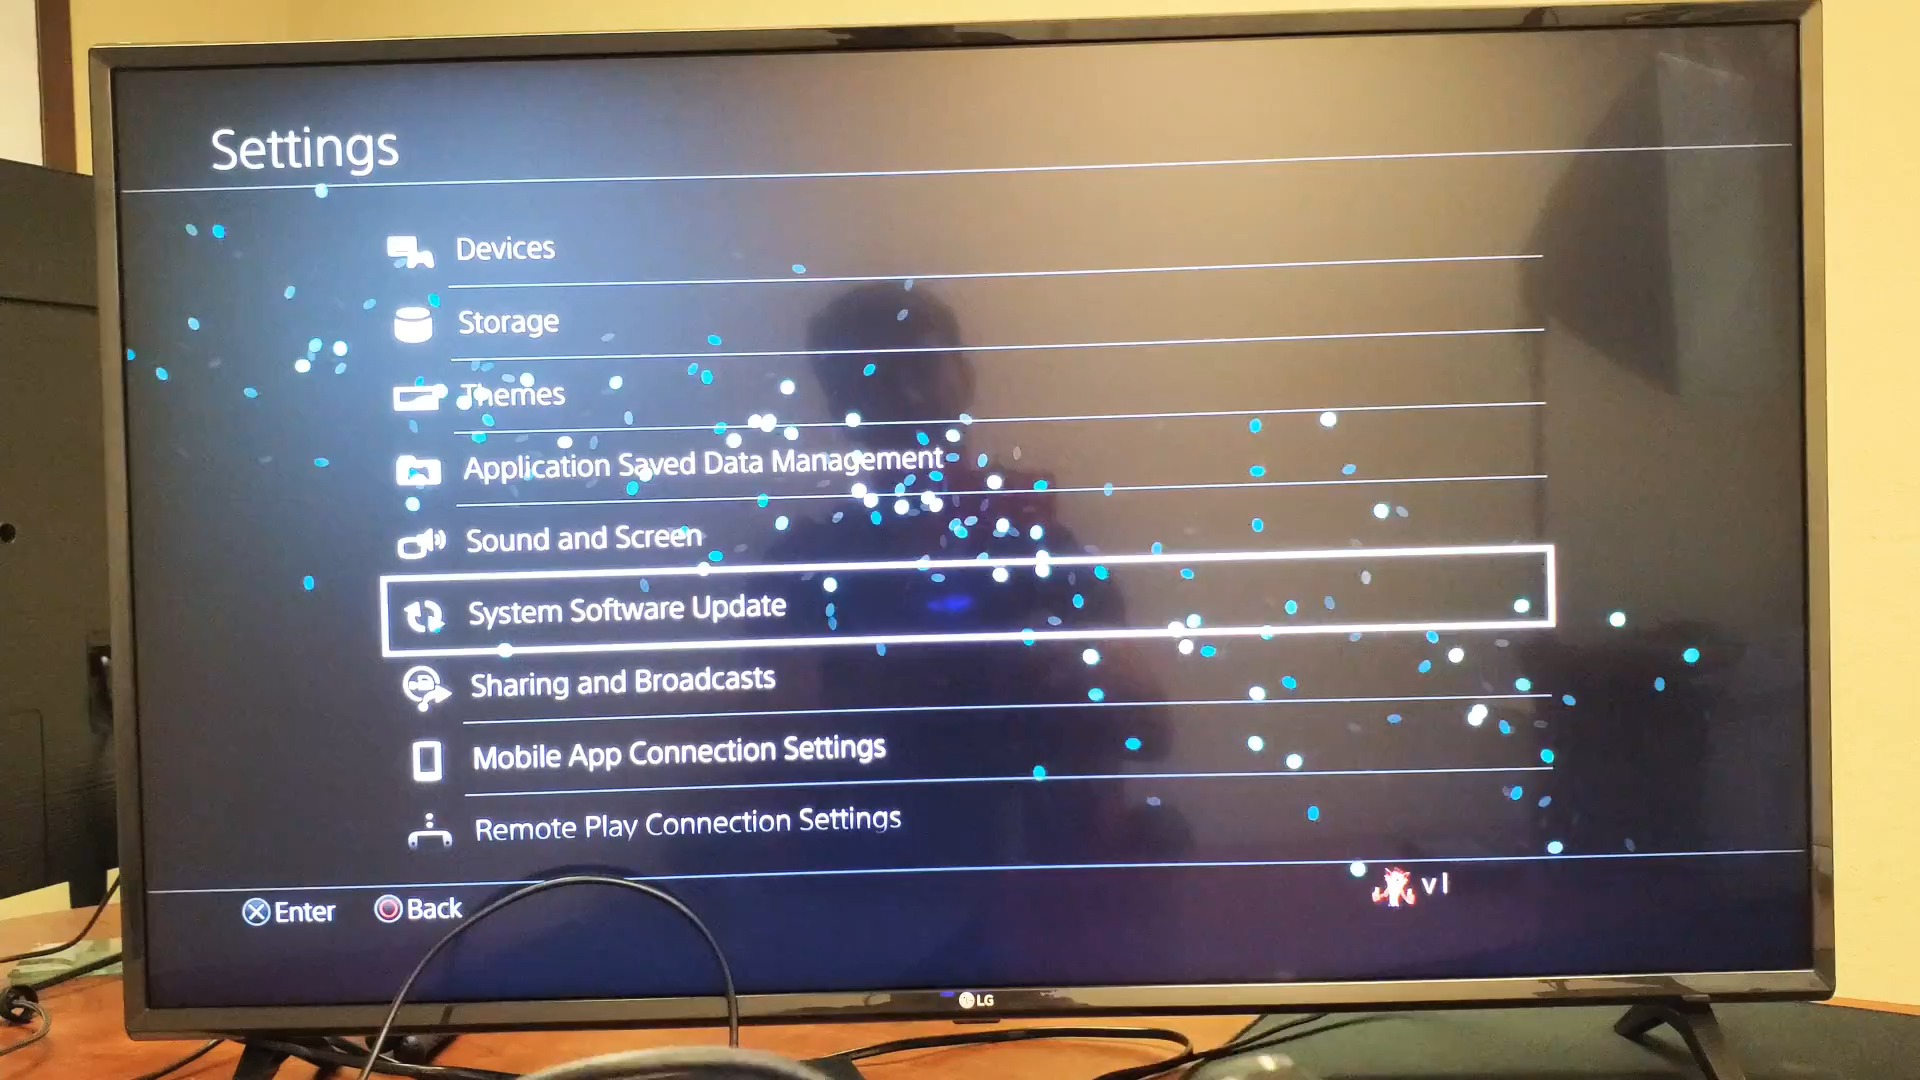 Settings
Devices
Storage
Themes
Application Saved Data Management
Sound and Screen
System Software Update
Sharing and Broadcasts
Mobile App Connection Settings
Remote Play Connection Settings
Enter
Back
LG